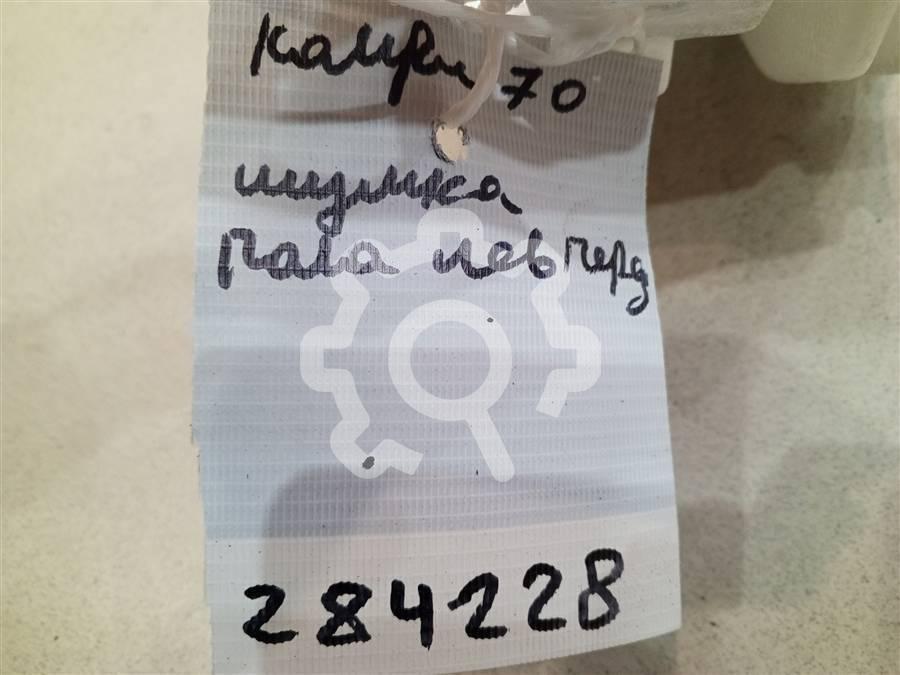 Камри 70
шумка
пола лев перед
284228